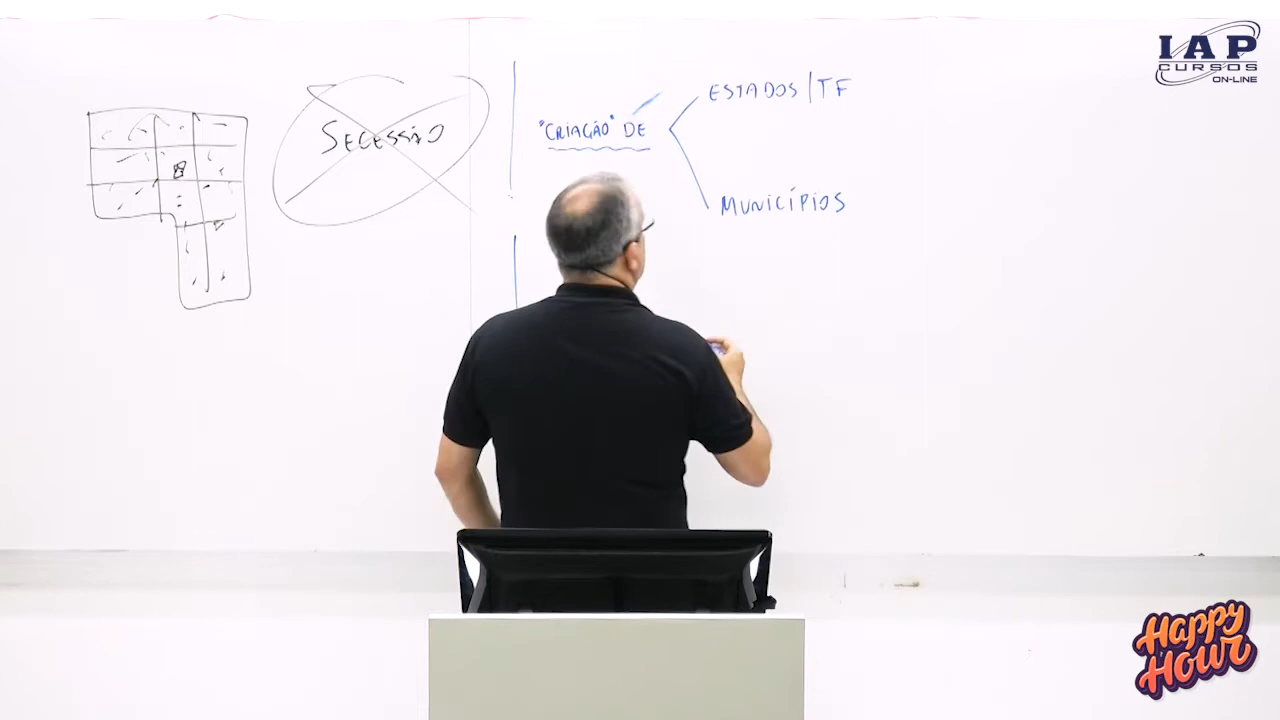 SECESSÃO
"CRIAÇÃO" DE
ESTADOS/TF
MUNICÍPIOS
IAP
CURSOS
ON-LINE
Happy
Hour